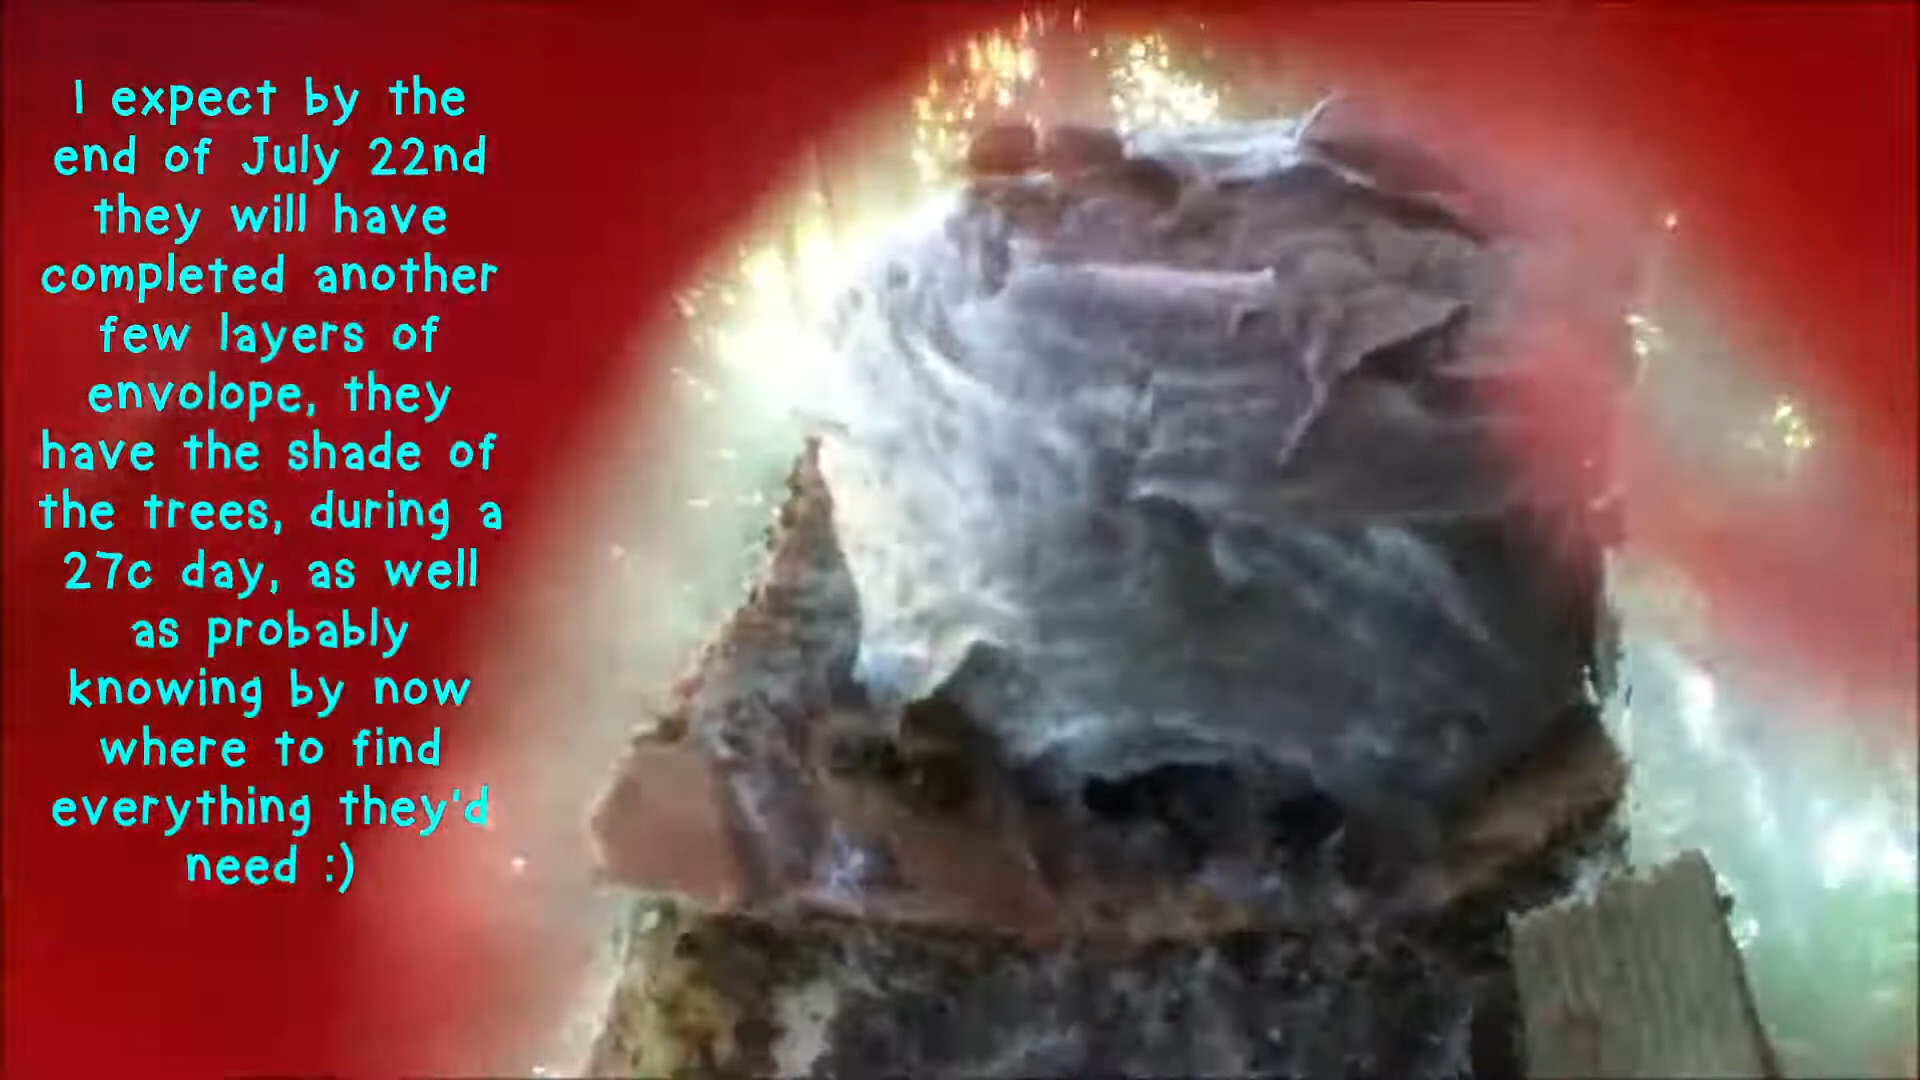 I expect by the
end of July 22nd
they will have
completed another
few layers of
envolope, they
have the shade of
the trees, during a
27c day, as well
as probably
knowing by now
where to find
everything they'd
need :)